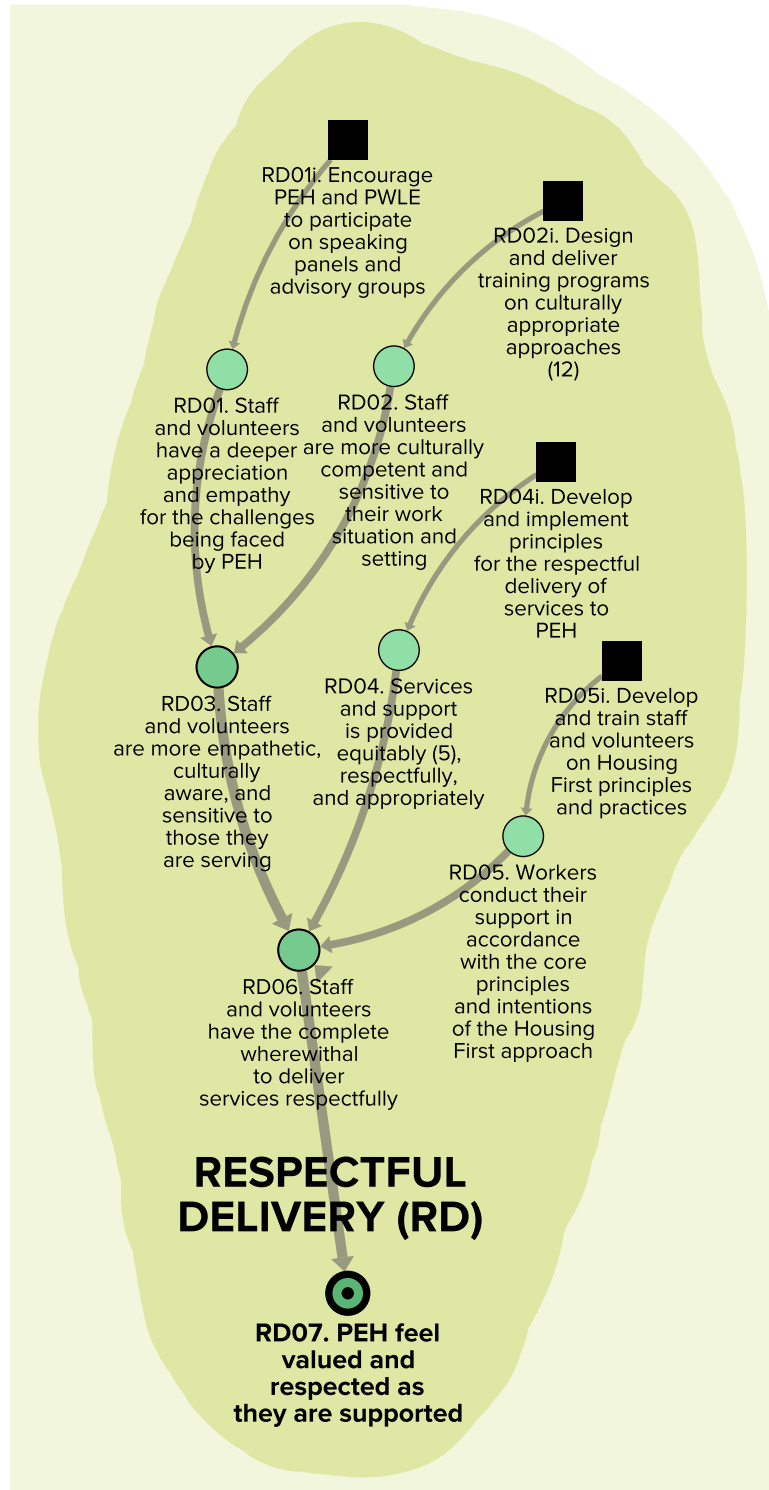 RD01i. Encourage
PEH and PWLE
to participate
on speaking
panels and
advisory groups
RD02i. Design
and deliver
training programs
on culturally
appropriate
approaches
(12)
RD01. Staff
and volunteers
have a deeper
appreciation
and empathy
for the challenges
being faced
by PEH
RD02. Staff
and volunteers
are more culturally
competent and
sensitive to
their work
situation and
setting
RD04i. Develop
and implement
principles
for the respectful
delivery of
services to
PEH
RD03. Staff
and volunteers
are more empathetic,
culturally
aware, and
sensitive to
those they
are serving
RD04. Services
and support
is provided
equitably (5),
respectfully,
and appropriately
RD05i. Develop
and train staff
and volunteers
on Housing
First principles
and practices
RD05. Workers
conduct their
support in
accordance
with the core
principles
and intentions
of the Housing
First approach
RD06. Staff
and volunteers
have the complete
wherewithal
to deliver
services respectfully
RESPECTFUL
DELIVERY (RD)
RD07. PEH feel
valued and
respected as
they are supported